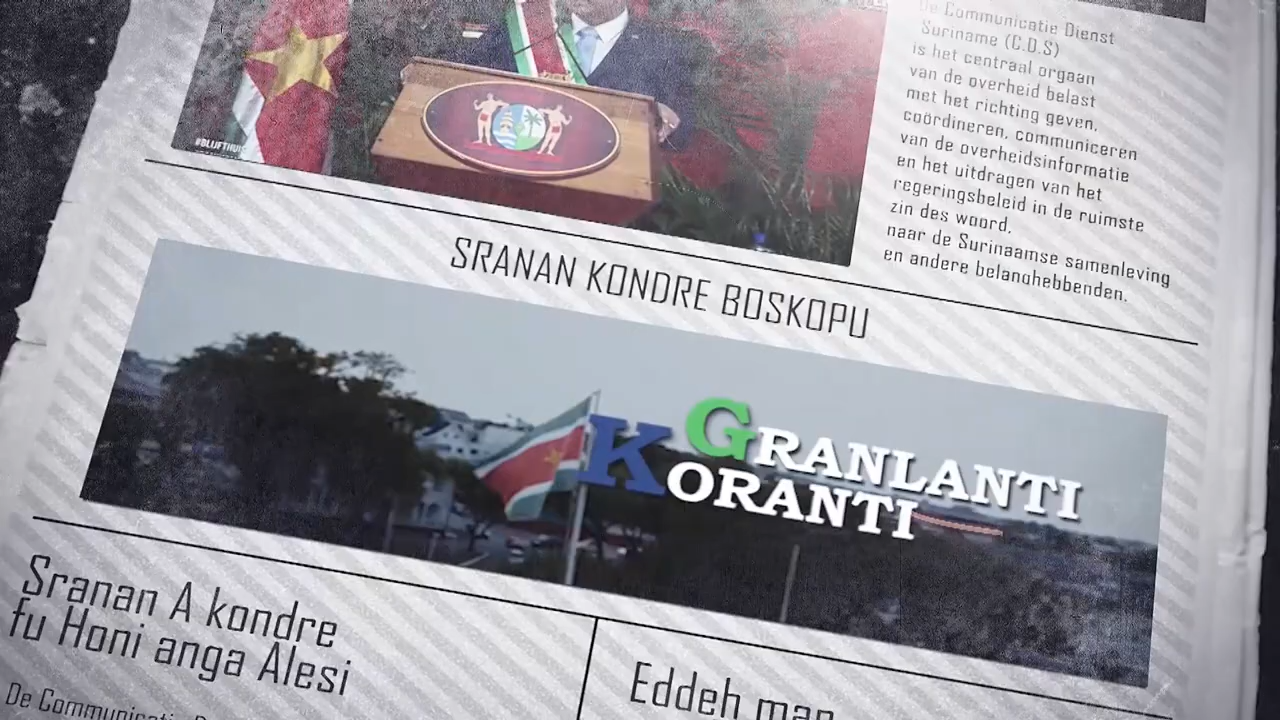 De Communicatie Dienst
Suriname (C.D.S)
is het centraal orgaan
van de overheid belast
met het richting geven,
coördineren, communiceren
van de overheidsinformatie
en het uitdragen van het
regeringsbeleid in de ruimste
zin des woord,
naar de Surinaamse samenleving
en andere belanghebbenden.
SRANAN KONDRE BOSKOPU
GRANLANTI
KORANTI
Sranan A kondre
fu Honi anga Alesi
De
Eddeh man